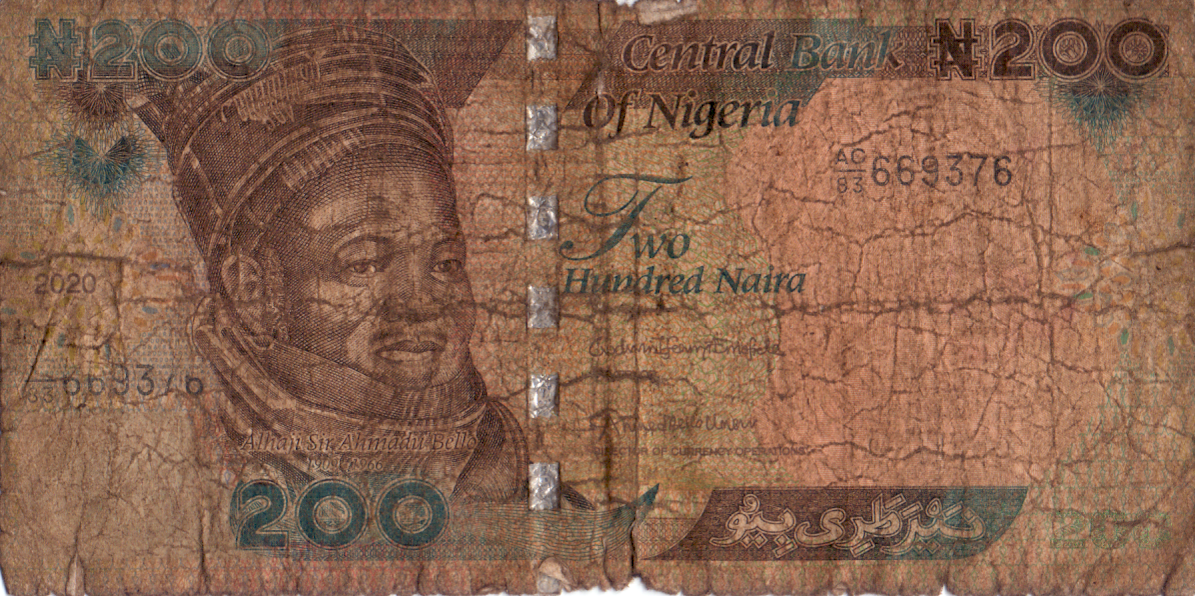 ₦200
Central Bank
₦200
Of Nigeria
AC
83 669376
Two
Hundred Naira
2020
83 669376
Alhaji Sir Ahmadu Bello
DIRECTOR OF CURRENCY OPERATIONS
200
نَيْرَ طَرِى بِيُو
200